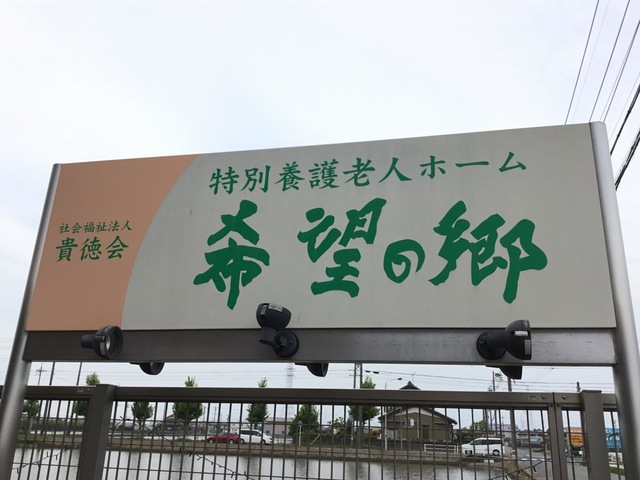 特別養護老人ホーム
社会福祉法人
貴徳会
希望の郷